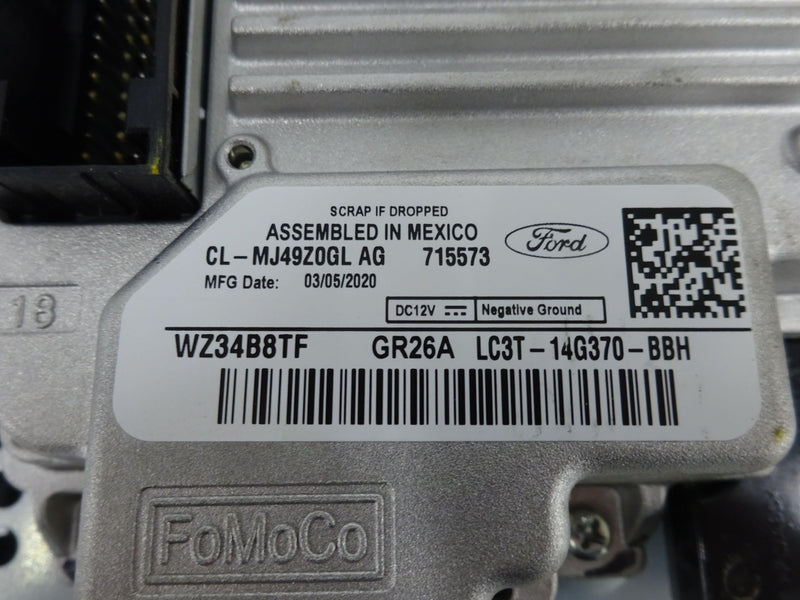 SCRAP IF DROPPED
ASSEMBLED IN MEXICO
CL-MJ49Z0GL AG 715573
Ford
MFG Date: 03/05/2020
DC12V Negative Ground
WZ34B8TF GR26A LC3T-14G370-BBH
18
FoMoCo